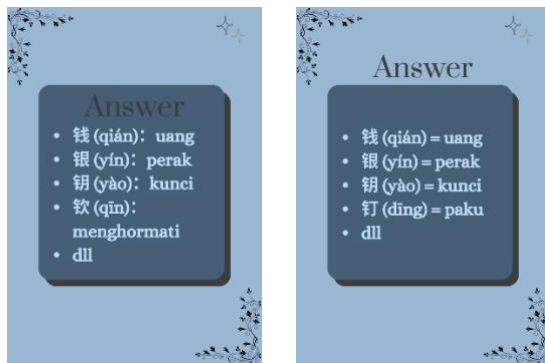 Answer
• 钱 (qián)：uang
• 银 (yín)：perak
• 钥 (yào)：kunci
• 钦 (qīn)：
menghormati
• dll
Answer
• 钱 (qián) = uang
• 银 (yín) = perak
• 钥 (yào) = kunci
• 钉 (dīng) = paku
• dll